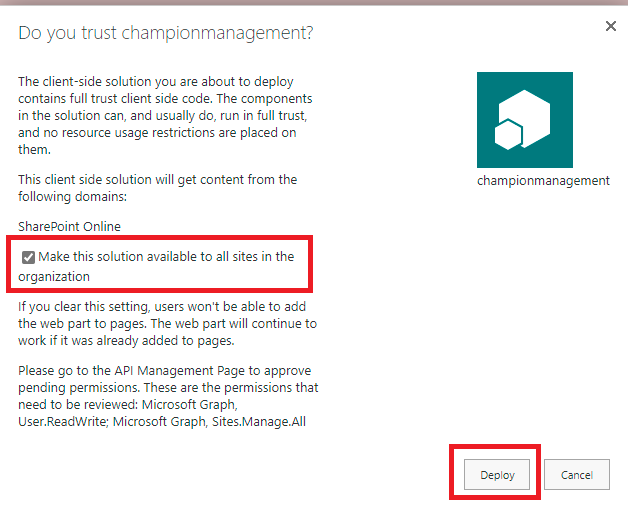 Do you trust championmanagement?
The client-side solution you are about to deploy
contains full trust client side code. The components
in the solution can, and usually do, run in full trust,
and no resource usage restrictions are placed on
them.
This client side solution will get content from the
following domains:
SharePoint Online
Make this solution available to all sites in the
organization
If you clear this setting, users won't be able to add
the web part to pages. The web part will continue to
work if it was already added to pages.
Please go to the API Management Page to approve
pending permissions. These are the permissions that
need to be reviewed: Microsoft Graph,
User.ReadWrite; Microsoft Graph, Sites.Manage.All
championmanagement
Deploy
Cancel